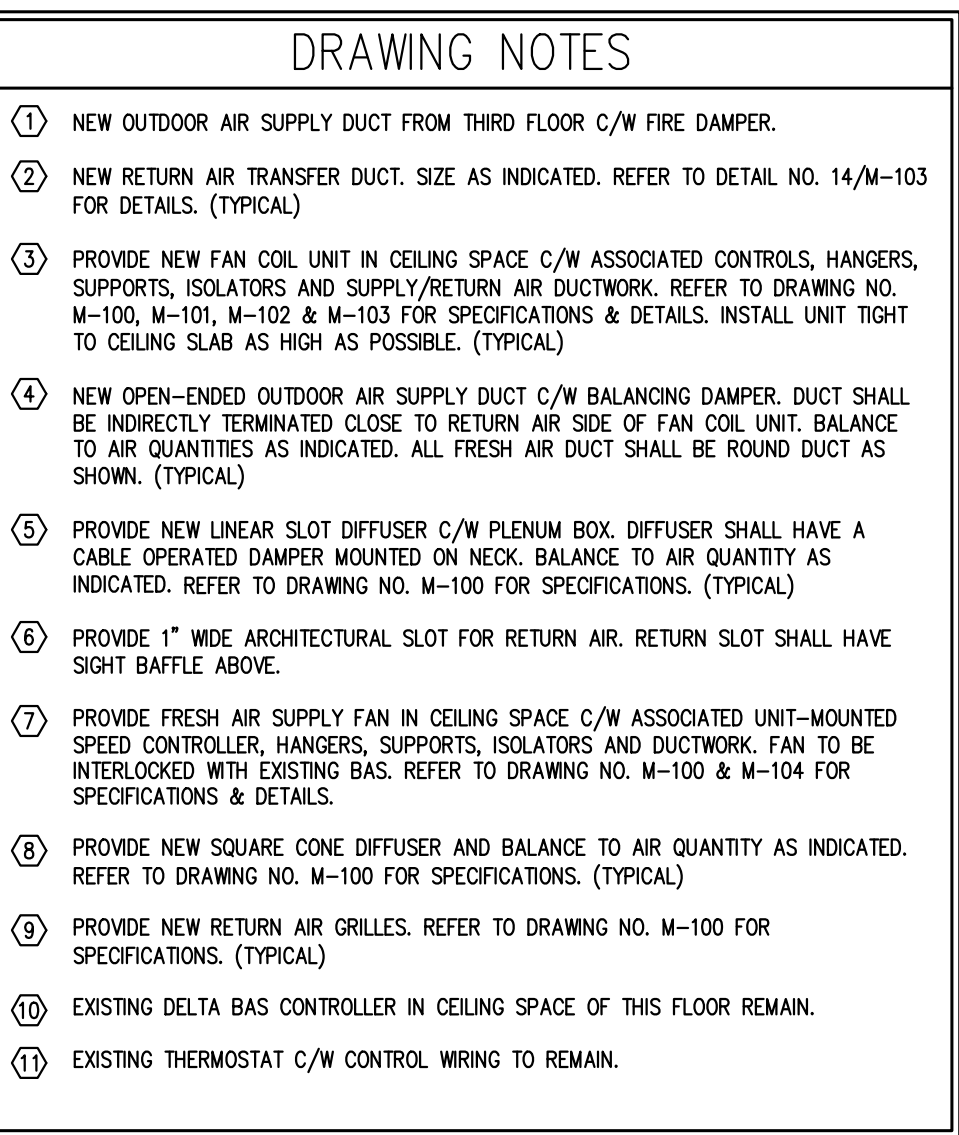 DRAWING NOTES
1 NEW OUTDOOR AIR SUPPLY DUCT FROM THIRD FLOOR C/W FIRE DAMPER.
2 NEW RETURN AIR TRANSFER DUCT. SIZE AS INDICATED. REFER TO DETAIL NO. 14/M-103
FOR DETAILS. (TYPICAL)
3 PROVIDE NEW FAN COIL UNIT IN CEILING SPACE C/W ASSOCIATED CONTROLS, HANGERS,
SUPPORTS, ISOLATORS AND SUPPLY/RETURN AIR DUCTWORK. REFER TO DRAWING NO.
M-100, M-101, M-102 & M-103 FOR SPECIFICATIONS & DETAILS. INSTALL UNIT TIGHT
TO CEILING SLAB AS HIGH AS POSSIBLE. (TYPICAL)
4 NEW OPEN-ENDED OUTDOOR AIR SUPPLY DUCT C/W BALANCING DAMPER. DUCT SHALL
BE INDIRECTLY TERMINATED CLOSE TO RETURN AIR SIDE OF FAN COIL UNIT. BALANCE
TO AIR QUANTITIES AS INDICATED. ALL FRESH AIR DUCT SHALL BE ROUND DUCT AS
SHOWN. (TYPICAL)
5 PROVIDE NEW LINEAR SLOT DIFFUSER C/W PLENUM BOX. DIFFUSER SHALL HAVE A
CABLE OPERATED DAMPER MOUNTED ON NECK. BALANCE TO AIR QUANTITY AS
INDICATED. REFER TO DRAWING NO. M-100 FOR SPECIFICATIONS. (TYPICAL)
6 PROVIDE 1" WIDE ARCHITECTURAL SLOT FOR RETURN AIR. RETURN SLOT SHALL HAVE
SIGHT BAFFLE ABOVE.
7 PROVIDE FRESH AIR SUPPLY FAN IN CEILING SPACE C/W ASSOCIATED UNIT-MOUNTED
SPEED CONTROLLER, HANGERS, SUPPORTS, ISOLATORS AND DUCTWORK. FAN TO BE
INTERLOCKED WITH EXISTING BAS. REFER TO DRAWING NO. M-100 & M-104 FOR
SPECIFICATIONS & DETAILS.
8 PROVIDE NEW SQUARE CONE DIFFUSER AND BALANCE TO AIR QUANTITY AS INDICATED.
REFER TO DRAWING NO. M-100 FOR SPECIFICATIONS. (TYPICAL)
9 PROVIDE NEW RETURN AIR GRILLES. REFER TO DRAWING NO. M-100 FOR
SPECIFICATIONS. (TYPICAL)
10 EXISTING DELTA BAS CONTROLLER IN CEILING SPACE OF THIS FLOOR REMAIN.
11 EXISTING THERMOSTAT C/W CONTROL WIRING TO REMAIN.